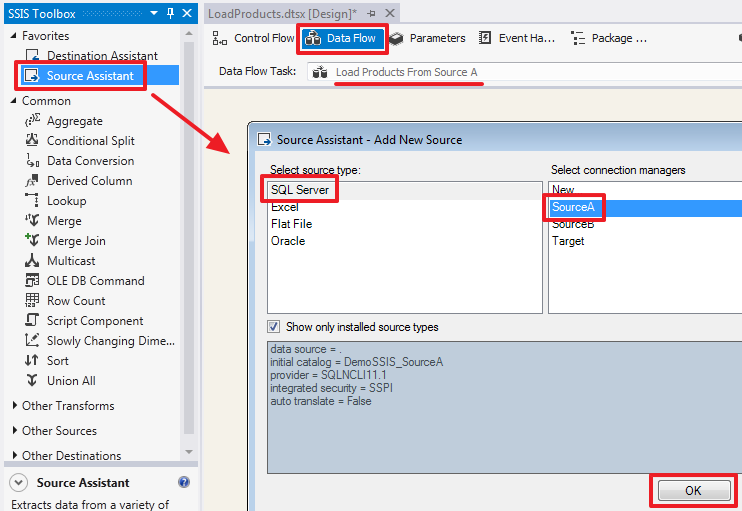 SSIS Toolbox
Favorites
Destination Assistant
Source Assistant
Common
Aggregate
Conditional Split
Data Conversion
Derived Column
Lookup
Merge
Merge Join
Multicast
OLE DB Command
Row Count
Script Component
Slowly Changing Dime...
Sort
Union All
Other Transforms
Other Sources
Other Destinations
Source Assistant
Extracts data from a variety of
LoadProducts.dtsx [Design]*
Control Flow Data Flow Parameters Event Ha... Package ...
Data Flow Task: Load Products From Source A
Source Assistant - Add New Source
Select source type:
SQL Server
Excel
Flat File
Oracle
Select connection managers
New
SourceA
SourceB
Target
Show only installed source types
data source = .
initial catalog = DemoSSIS_SourceA
provider = SQLNCLI11.1
integrated security = SSPI
auto translate = False
OK